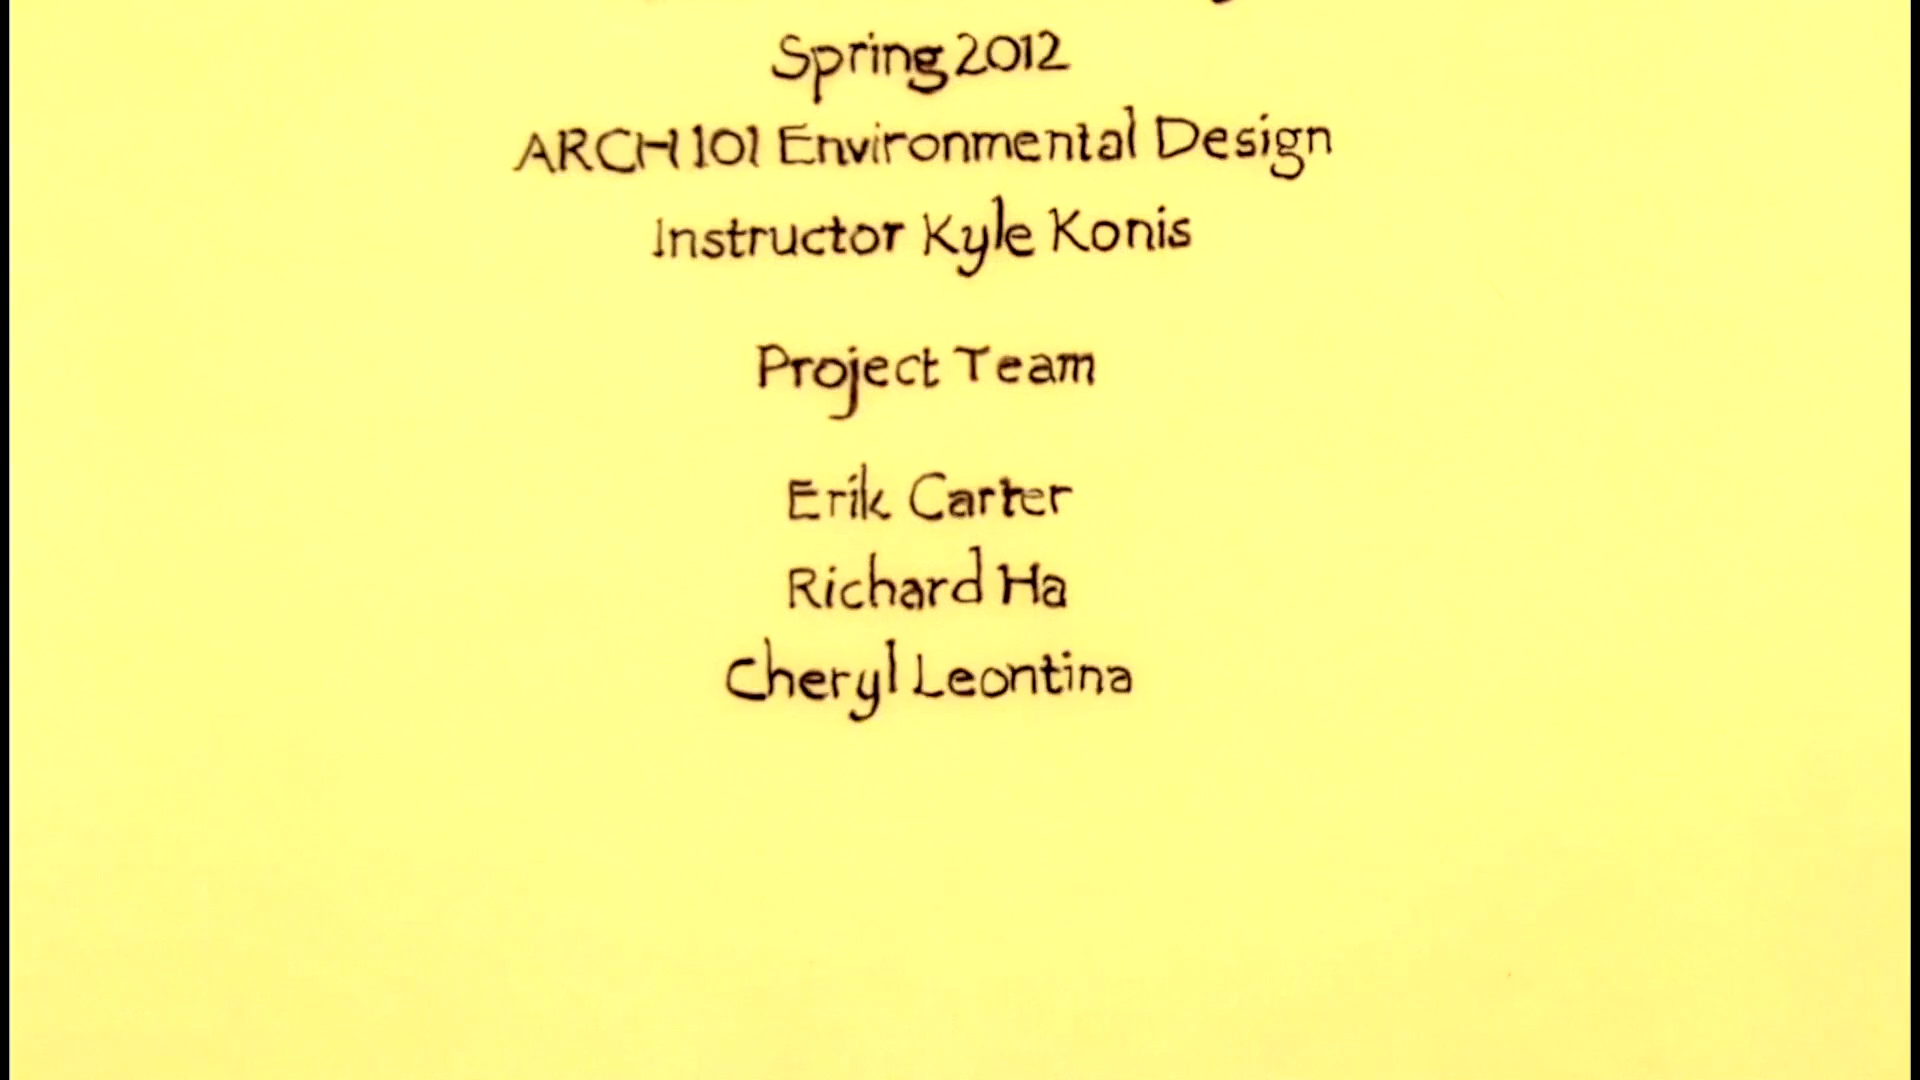 Spring 2012
ARCH 101 Environmental Design
Instructor Kyle Konis
Project Team
Erik Carter
Richard Ha
Cheryl Leontina